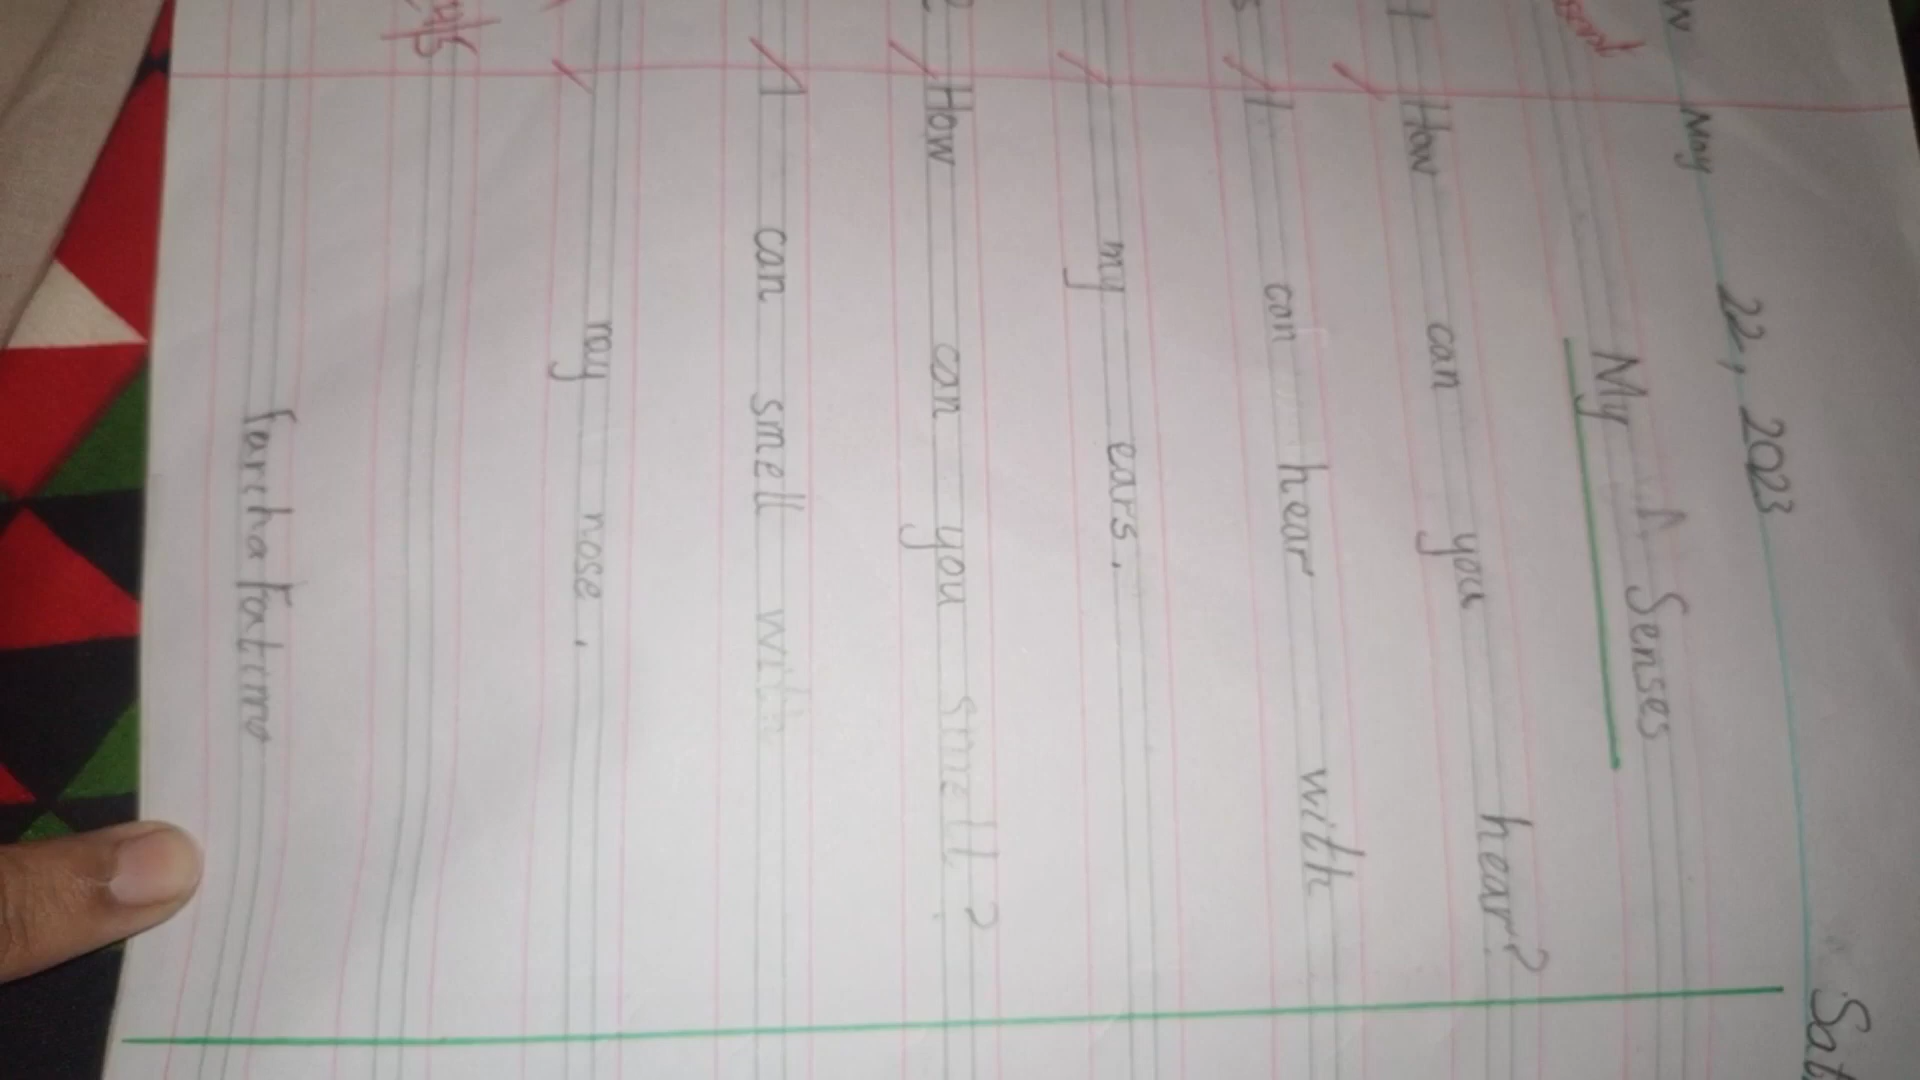 May 22, 2023
My Senses
How can you hear?
I can hear with
my ears.
How can you smell?
I can smell with
my nose.
Fariha Fatima